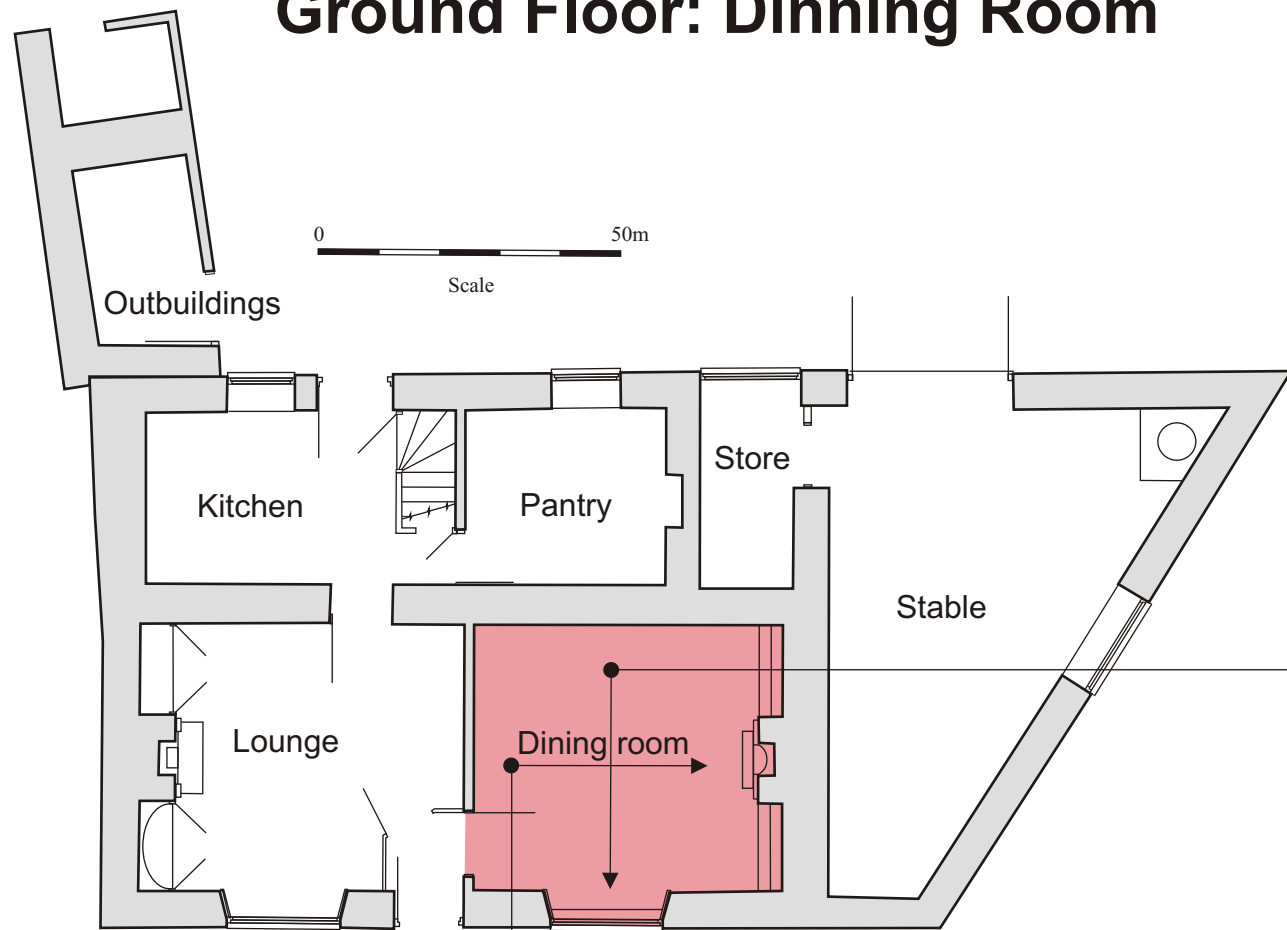 Ground Floor: Dinning Room
0 50m
Scale
Outbuildings
Kitchen
Pantry
Store
Stable
Lounge
Dining room